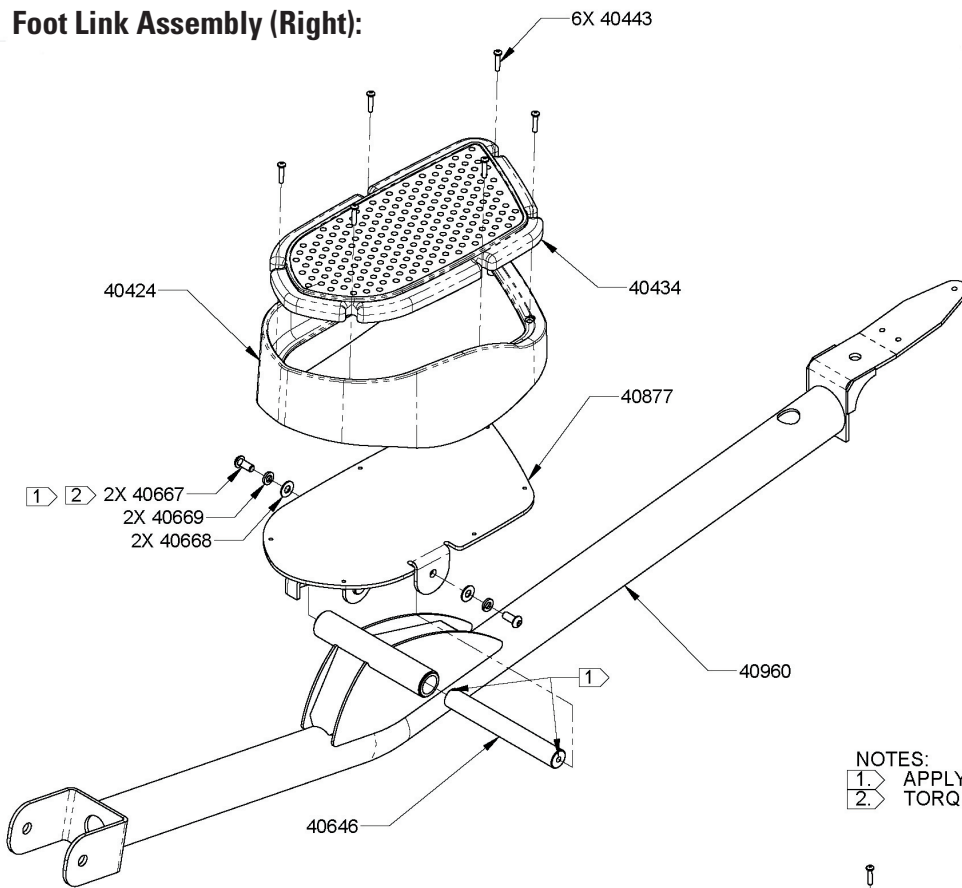 Foot Link Assembly (Right):
6X 40443
40424
40434
40877
1 2 2X 40667
2X 40669
2X 40668
1
40960
40646
NOTES:
1. APPLY
2. TORQ